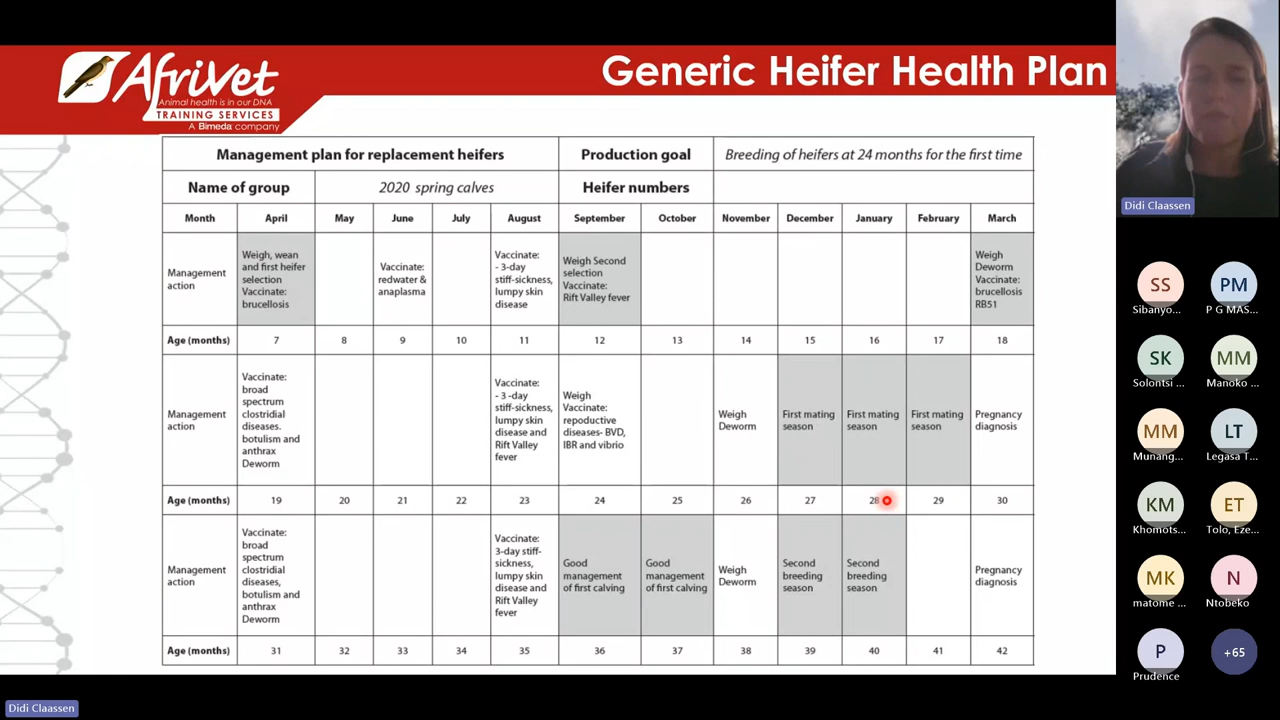 Afrivet
Animal health is in our DNA
TRAINING SERVICES
A Bimeda company
Generic Heifer Health Plan
Management plan for replacement heifers
Production goal
Breeding of heifers at 24 months for the first time
Name of group
2020 spring calves
Heifer numbers
Month April May June July August September October November December January February March
Management
action
Weigh, wean
and first heifer
selection
Vaccinate:
brucellosis
Vaccinate:
redwater &
anaplasma
Vaccinate:
- 3-day
stiff-sickness,
lumpy skin
disease
Weigh Second
selection
Vaccinate:
Rift Valley fever
Weigh
Deworm
Vaccinate:
brucellosis
RB51
Age (months) 7 8 9 10 11 12 13 14 15 16 17 18
Management
action
Vaccinate:
broad
spectrum
clostridial
diseases.
botulism and
anthrax
Deworm
Vaccinate:
- 3 -day
stiff-sickness,
lumpy skin
disease and
Rift Valley
fever
Weigh
Vaccinate:
repoductive
diseases- BVD,
IBR and vibrio
Weigh
Deworm
First mating
season
First mating
season
First mating
season
Pregnancy
diagnosis
Age (months) 19 20 21 22 23 24 25 26 27 28 29 30
Management
action
Vaccinate:
broad
spectrum
clostridial
diseases,
botulism and
anthrax
Deworm
Vaccinate:
3-day stiff-
sickness,
lumpy skin
disease and
Rift Valley
fever
Good
management
of first calving
Good
management
of first calving
Weigh
Deworm
Second
breeding
season
Second
breeding
season
Pregnancy
diagnosis
Age (months) 31 32 33 34 35 36 37 38 39 40 41 42
Didi Claassen
SS
Sibanyo...
PM
P G MAS...
SK
Solontsi ...
MM
Manoko ...
MM
Munang...
LT
Legasa T...
KM
Khomots...
ET
Tolo, Eze...
MK
matome ...
N
Ntobeko
P
Prudence
+65
Didi Claassen